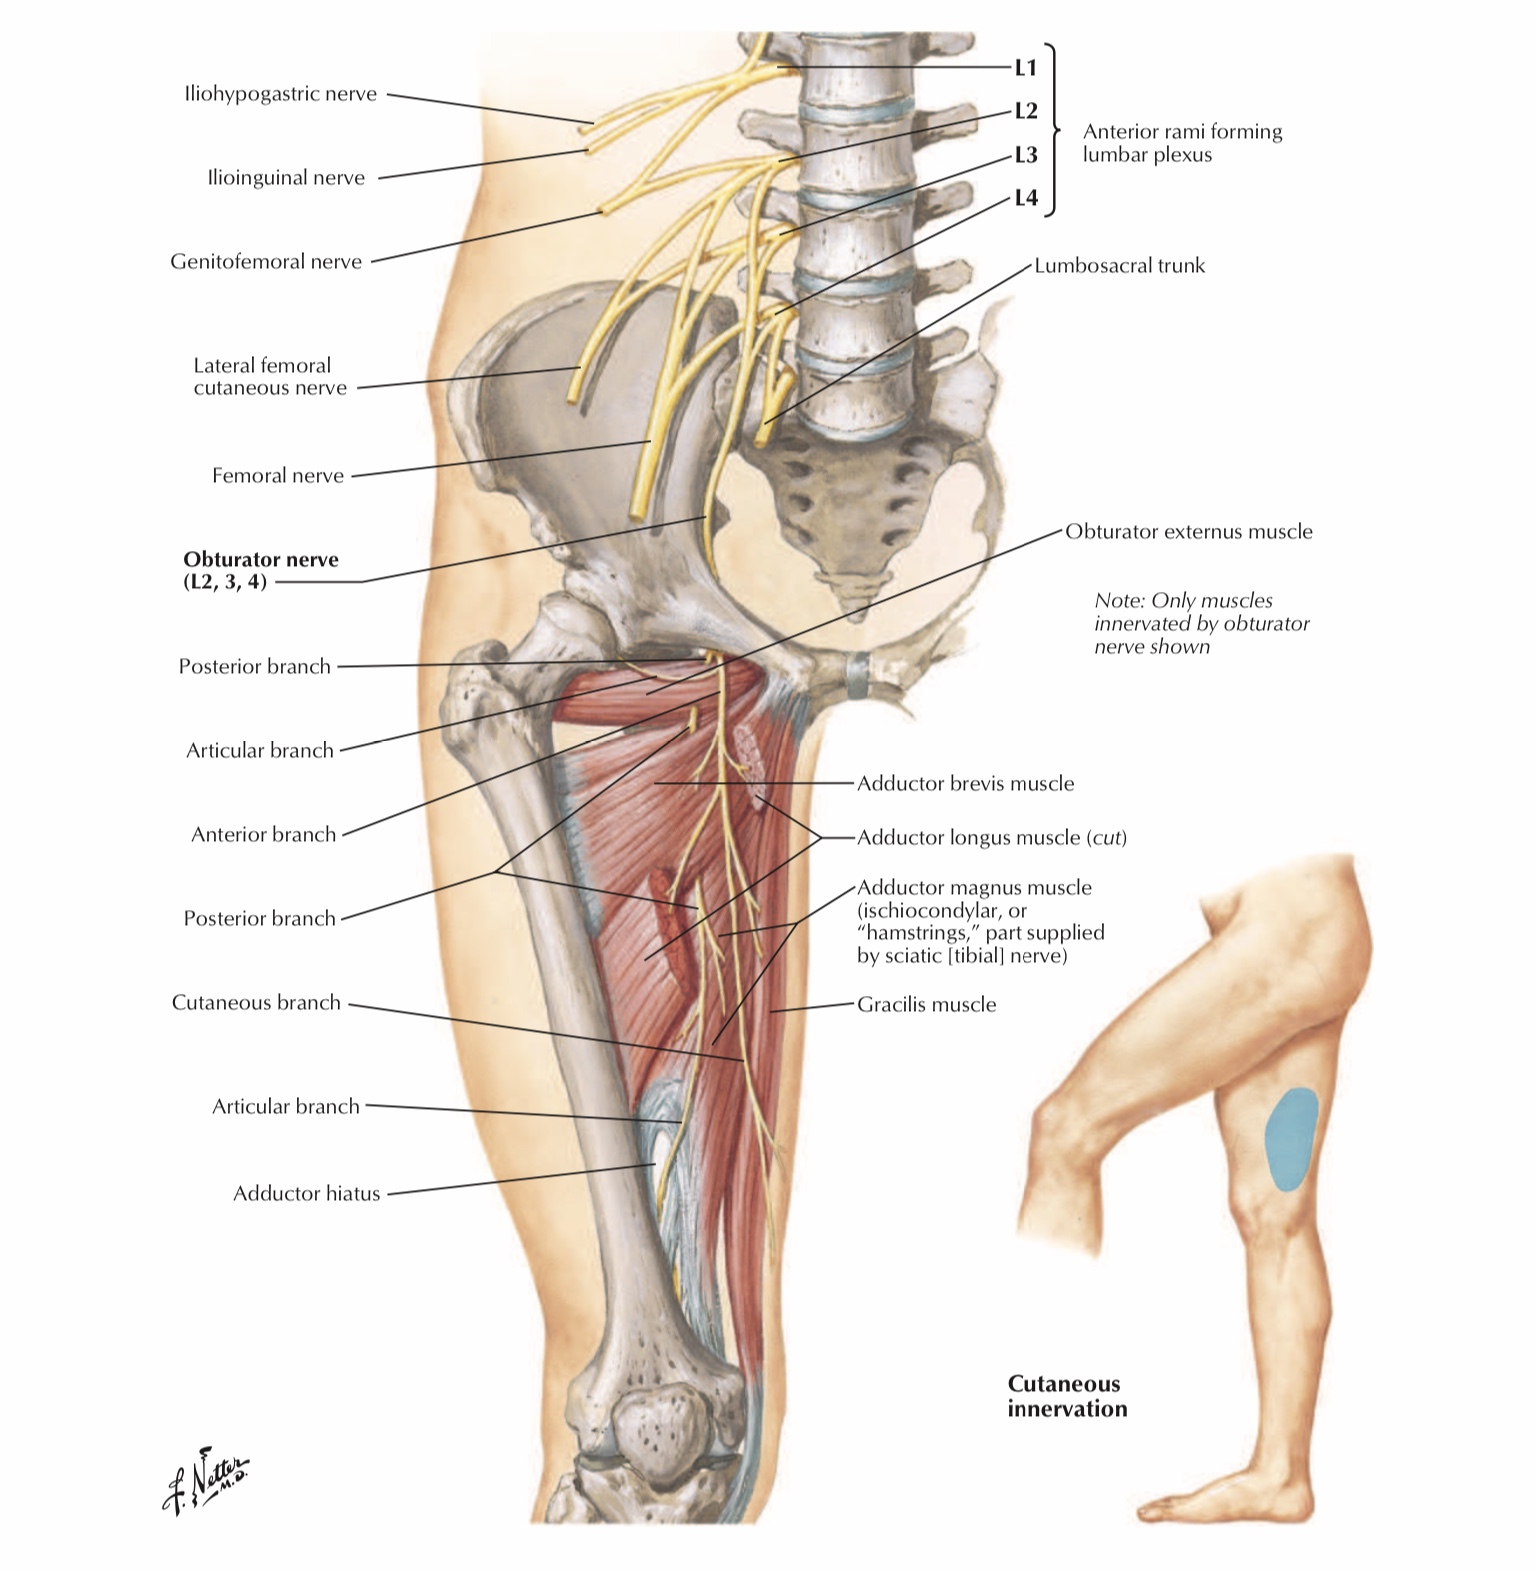 L1
Iliohypogastric nerve
L2
Anterior rami forming
lumbar plexus
L3
Ilioinguinal nerve
L4
Genitofemoral nerve
Lumbosacral trunk
Lateral femoral
cutaneous nerve
Femoral nerve
Obturator externus muscle
Obturator nerve
(L2, 3, 4)
Note: Only muscles
innervated by obturator
nerve shown
Posterior branch
Articular branch
Adductor brevis muscle
Anterior branch
Adductor longus muscle (cut)
Adductor magnus muscle
(ischiocondylar, or
“hamstrings,” part supplied
by sciatic [tibial] nerve)
Posterior branch
Cutaneous branch
Gracilis muscle
Articular branch
Adductor hiatus
Cutaneous
innervation
F. Netter
M.D.